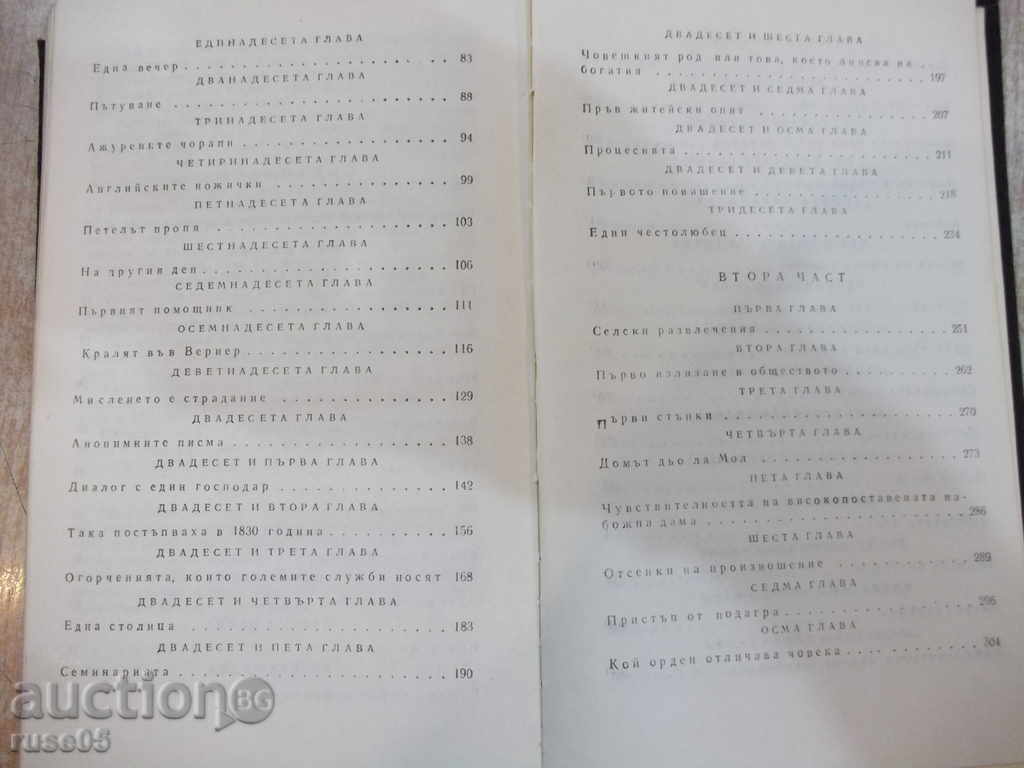 ЕДИНАДЕСЕТА ГЛАВА
Една вечер . . . . . . . . . . . . . . . . . . . 83
ДВАНАДЕСЕТА ГЛАВА
Пътуване . . . . . . . . . . . . . . . . . . . . 88
ТРИНАДЕСЕТА ГЛАВА
Ажурените чорапи . . . . . . . . . . . . . . . 94
ЧЕТИРИНАДЕСЕТА ГЛАВА
Английските ножички . . . . . . . . . . . . . 99
ПЕТНАДЕСЕТА ГЛАВА
Петелът пропя . . . . . . . . . . . . . . . . . 103
ШЕСТНАДЕСЕТА ГЛАВА
На другия ден . . . . . . . . . . . . . . . . . 106
СЕДЕМНАДЕСЕТА ГЛАВА
Първият помощник . . . . . . . . . . . . . . 111
ОСЕМНАДЕСЕТА ГЛАВА
Кралят във Вериер . . . . . . . . . . . . . . 116
ДЕВЕТНАДЕСЕТА ГЛАВА
Мисленето е страдание . . . . . . . . . . . . 129
ДВАДЕСЕТА ГЛАВА
Анонимните писма . . . . . . . . . . . . . . . 138
ДВАДЕСЕТ И ПЪРВА ГЛАВА
Диалог с един господар . . . . . . . . . . . . 142
ДВАДЕСЕТ И ВТОРА ГЛАВА
Така постъпваха в 1830 година . . . . . . . . 156
ДВАДЕСЕТ И ТРЕТА ГЛАВА
Огорченията, които големите служби носят 168
ДВАДЕСЕТ И ЧЕТВЪРТА ГЛАВА
Една столица . . . . . . . . . . . . . . . . . . 183
ДВАДЕСЕТ И ПЕТА ГЛАВА
Семинарията . . . . . . . . . . . . . . . . . . 190
ДВАДЕСЕТ И ШЕСТА ГЛАВА
Човешкият род или това, което липсва на
богатия . . . . . . . . . . . . . . . . . . . . 197
ДВАДЕСЕТ И СЕДМА ГЛАВА
Пръв житейски опит . . . . . . . . . . . . . 207
ДВАДЕСЕТ И ОСМА ГЛАВА
Процесията . . . . . . . . . . . . . . . . . . 211
ДВАДЕСЕТ И ДЕВЕТА ГЛАВА
Първото повишение . . . . . . . . . . . . . 218
ТРИДЕСЕТА ГЛАВА
Един честолюбец . . . . . . . . . . . . . . . 234
ВТОРА ЧАСТ
ПЪРВА ГЛАВА
Селски развлечения . . . . . . . . . . . . . 251
ВТОРА ГЛАВА
Първо излизане в обществото . . . . . . . . 262
ТРЕТА ГЛАВА
Първи стъпки . . . . . . . . . . . . . . . . 270
ЧЕТВЪРТА ГЛАВА
Домът дьо ла Мол . . . . . . . . . . . . . . 273
ПЕТА ГЛАВА
Чувствителността на високопоставената на-
божна дама . . . . . . . . . . . . . . . . . 286
ШЕСТА ГЛАВА
Отсенки на произношение . . . . . . . . . . 289
СЕДМА ГЛАВА
Пристъп от подагра . . . . . . . . . . . . . 296
ОСМА ГЛАВА
Кой орден отличава човека . . . . . . . . . 304
auctionBG
ruse05